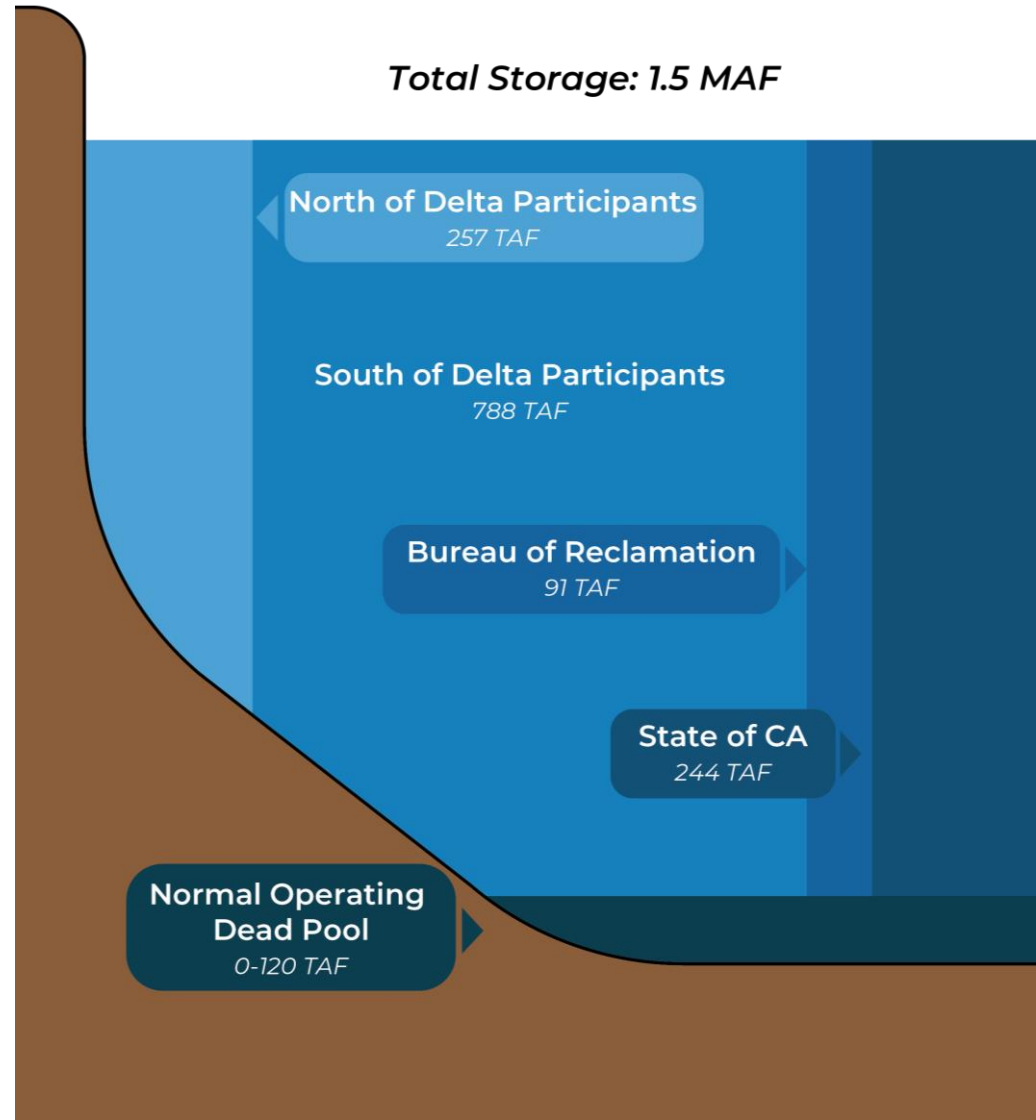 Total Storage: 1.5 MAF
North of Delta Participants
257 TAF
South of Delta Participants
788 TAF
Bureau of Reclamation
91 TAF
State of CA
244 TAF
Normal Operating
Dead Pool
0-120 TAF